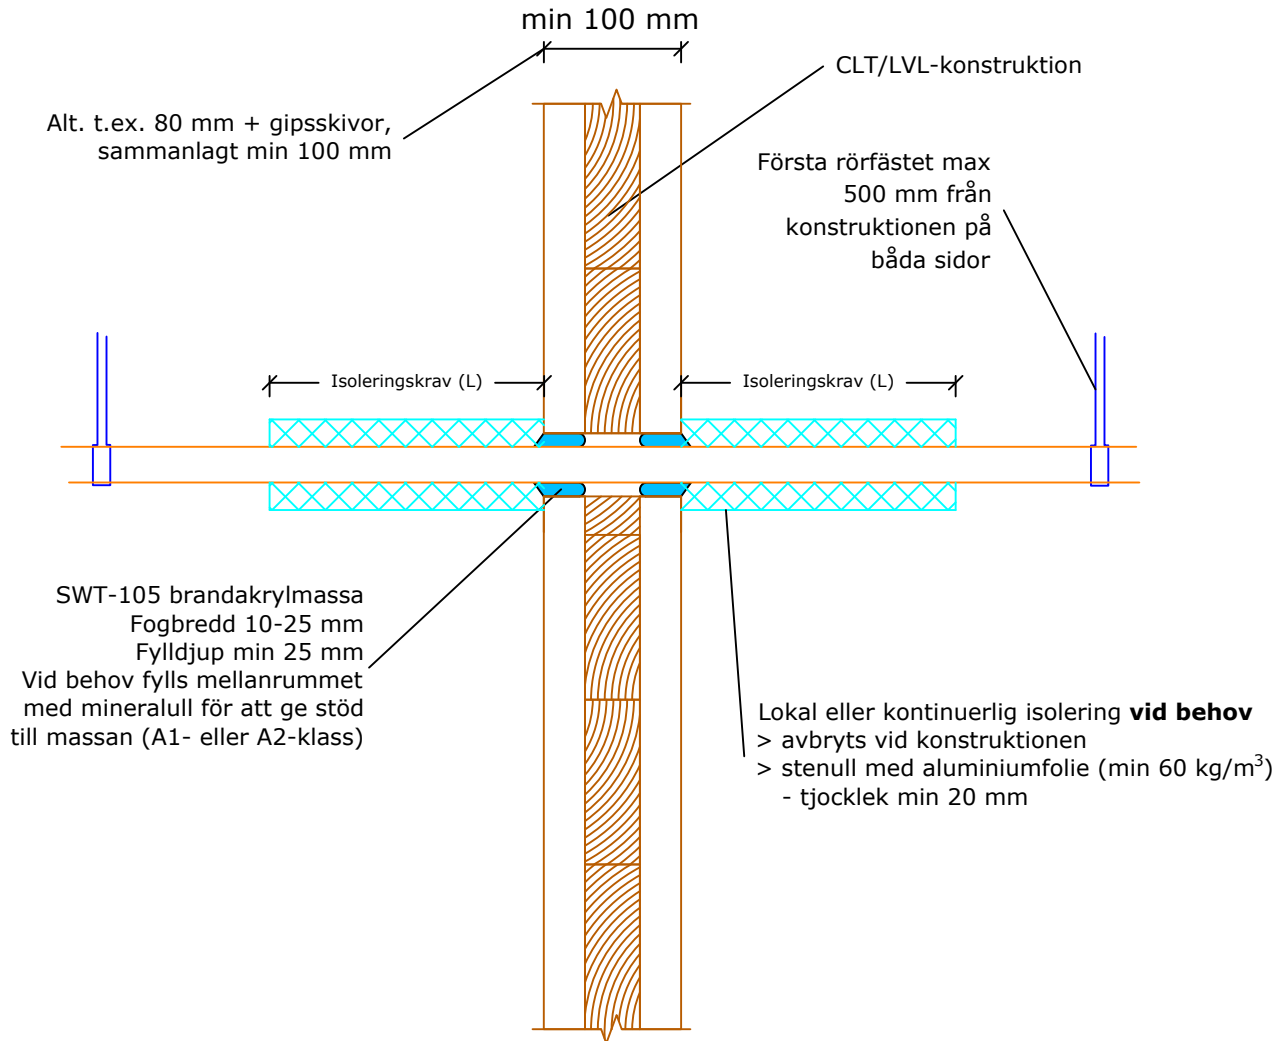 min 100 mm
CLT/LVL-konstruktion
Alt. t.ex. 80 mm + gipsskivor,
sammanlagt min 100 mm
Första rörfästet max
500 mm från
konstruktionen på
båda sidor
Isoleringskrav (L)
Isoleringskrav (L)
SWT-105 brandakrylmassa
Fogbredd 10-25 mm
Fylldjup min 25 mm
Vid behov fylls mellanrummet
med mineralull för att ge stöd
till massan (A1- eller A2-klass)
Lokal eller kontinuerlig isolering vid behov
> avbryts vid konstruktionen
> stenull med aluminiumfolie (min 60 kg/m³)
- tjocklek min 20 mm